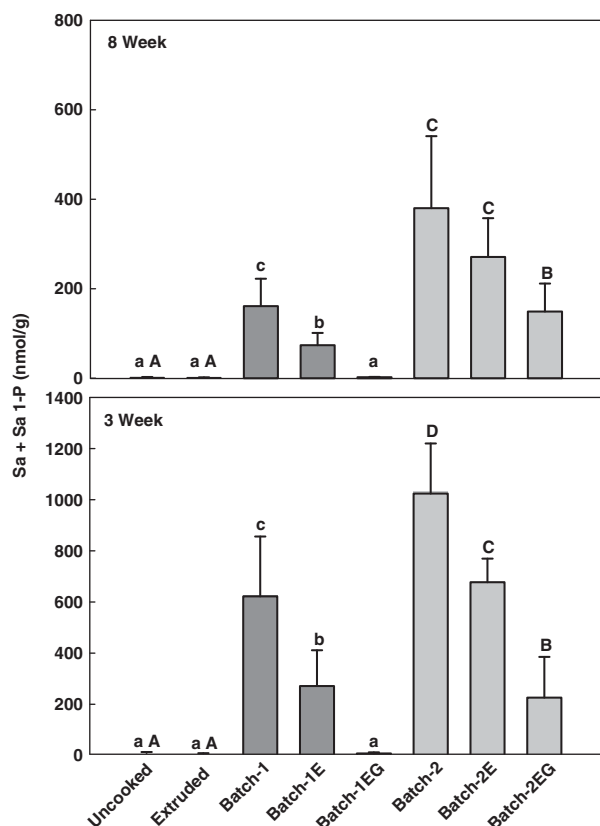 800
8 Week
600
400
200
0
C
C
B
c
b
a
a A
a A
Sa + Sa 1-P (nmol/g)
1400
3 Week
1200
1000
800
600
400
200
0
D
C
B
c
b
a
a A
a A
Uncooked
Extruded
Batch-1
Batch-1E
Batch-1EG
Batch-2
Batch-2E
Batch-2EG